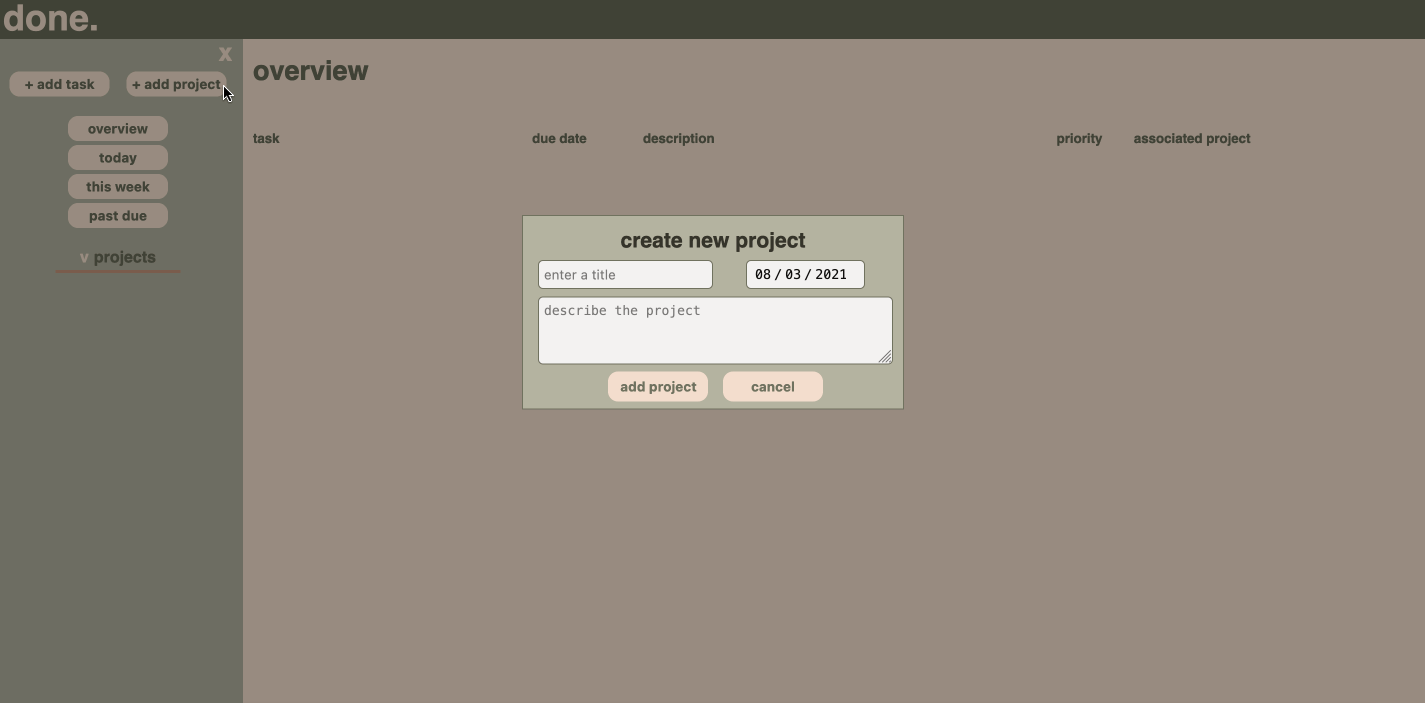 done.
X
+ add task
+ add project
overview
today
this week
past due
v projects
overview
task due date description priority associated project
create new project
enter a title
08 / 03 / 2021
describe the project
add project
cancel